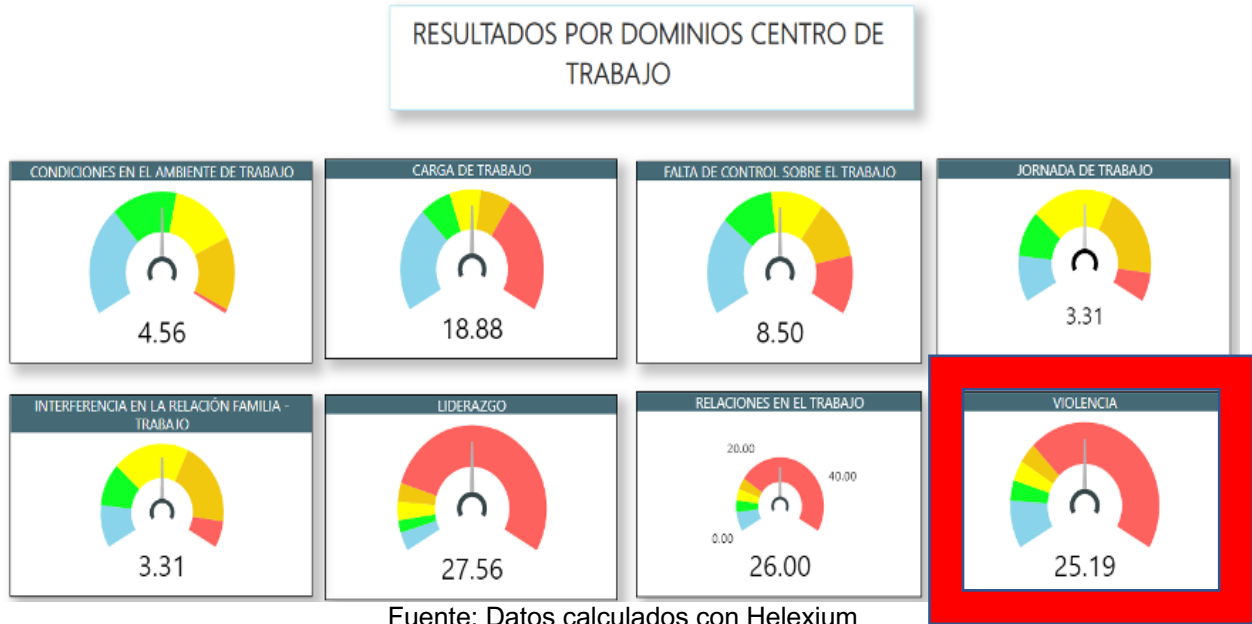 RESULTADOS POR DOMINIOS CENTRO DE
TRABAJO
CONDICIONES EN EL AMBIENTE DE TRABAJO
4.56
CARGA DE TRABAJO
18.88
FALTA DE CONTROL SOBRE EL TRABAJO
8.50
JORNADA DE TRABAJO
3.31
INTERFERENCIA EN LA RELACIÓN FAMILIA -
TRABAJO
3.31
LIDERAZGO
27.56
RELACIONES EN EL TRABAJO
20.00
40.00
0.00
26.00
VIOLENCIA
25.19
Fuente: Datos calculados con Helexium